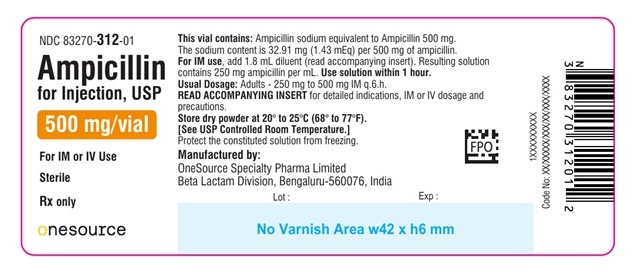 NDC 83270-312-01
Ampicillin
for Injection, USP
500 mg/vial
For IM or IV Use
Sterile
Rx only
onesource
This vial contains: Ampicillin sodium equivalent to Ampicillin 500 mg.
The sodium content is 32.91 mg (1.43 mEq) per 500 mg of ampicillin.
For IM use, add 1.8 mL diluent (read accompanying insert). Resulting solution
contains 250 mg ampicillin per mL. Use solution within 1 hour.
Usual Dosage: Adults - 250 mg to 500 mg IM q.6.h.
READ ACCOMPANYING INSERT for detailed indications, IM or IV dosage and
precautions.
Store dry powder at 20° to 25°C (68° to 77°F).
[See USP Controlled Room Temperature.]
Protect the constituted solution from freezing.
Manufactured by:
OneSource Specialty Pharma Limited
Beta Lactam Division, Bengaluru-560076, India
Lot :
Exp :
No Varnish Area w42 x h6 mm
FPO
N
3 83270 31201 2